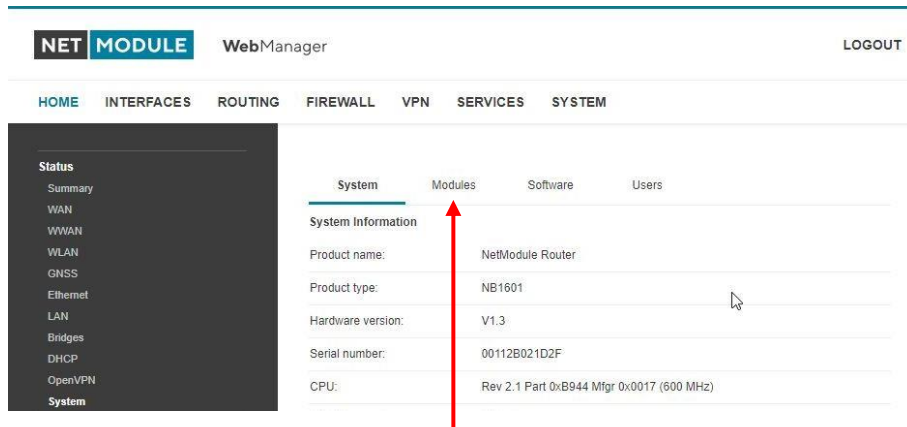 NET MODULE WebManager LOGOUT
HOME INTERFACES ROUTING FIREWALL VPN SERVICES SYSTEM
Status
Summary
WAN
WWAN
WLAN
GNSS
Ethernet
LAN
Bridges
DHCP
OpenVPN
System
System Modules Software Users
System Information
Product name: NetModule Router
Product type: NB1601
Hardware version: V1.3
Serial number: 00112B021D2F
CPU: Rev 2.1 Part 0xB944 Mfgr 0x0017 (600 MHz)